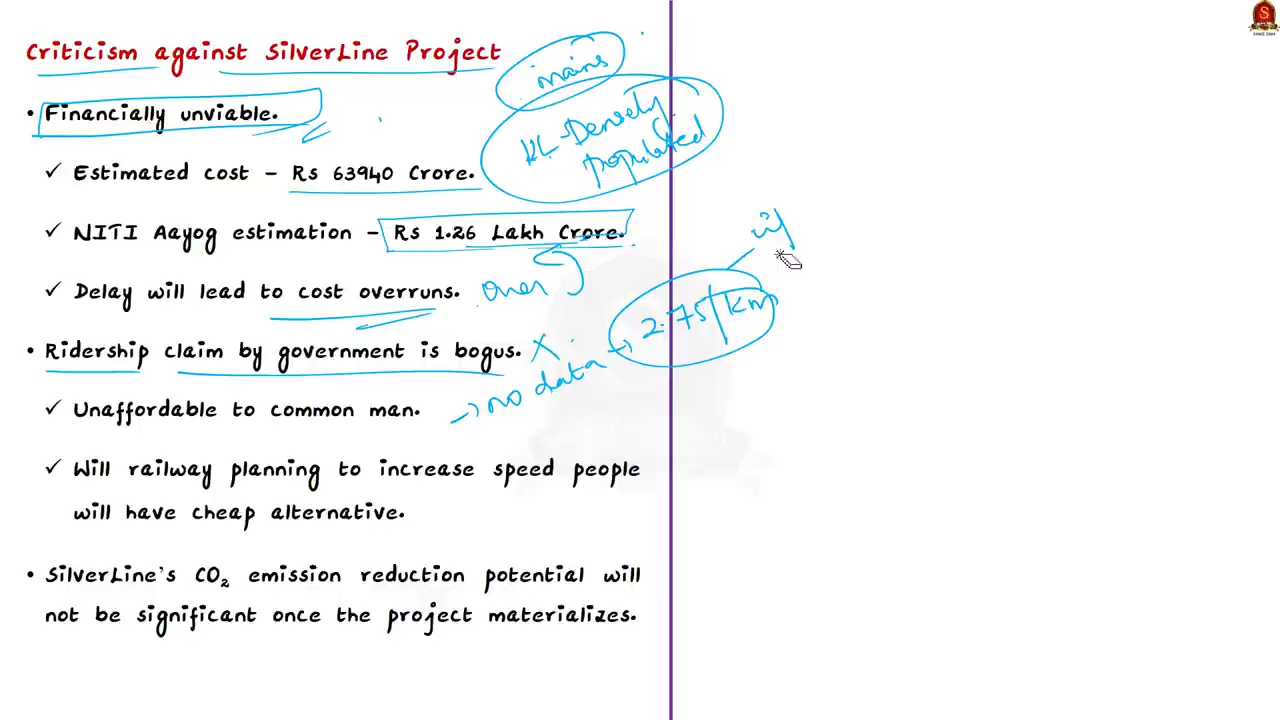 Criticism against SilverLine Project
mains
• Financially unviable.
KL-Densely
populated
✓ Estimated cost – Rs 63940 Crore.
✓ NITI Aayog estimation – Rs 1.26 Lakh Crore.
✓ Delay will lead to cost overruns.
over
2.75/km
• Ridership claim by government is bogus. X
→ no data →
✓ Unaffordable to common man.
✓ Will railway planning to increase speed people
will have cheap alternative.
• SilverLine's CO₂ emission reduction potential will
not be significant once the project materializes.